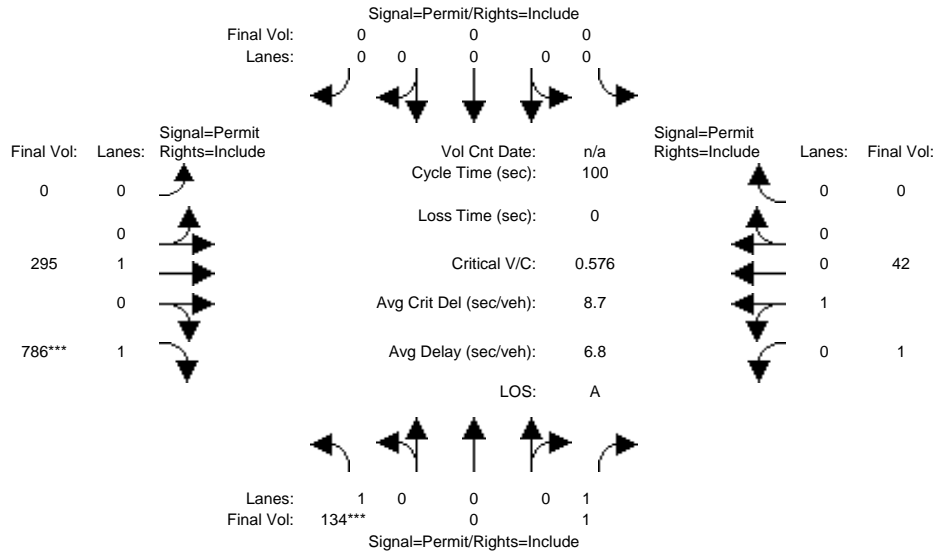 Signal=Permit/Rights=Include
Final Vol: 0 0 0
Lanes: 0 0 0 0 0
Signal=Permit Signal=Permit
Final Vol: Lanes: Rights=Include Vol Cnt Date: n/a Rights=Include Lanes: Final Vol:
Cycle Time (sec): 100
0 0 0 0
Loss Time (sec): 0
0 0
295 1 Critical V/C: 0.576 0 42
0 Avg Crit Del (sec/veh): 8.7 1
786*** 1 Avg Delay (sec/veh): 6.8 0 1
LOS: A
Lanes: 1 0 0 0 1
Final Vol: 134*** 0 1
Signal=Permit/Rights=Include